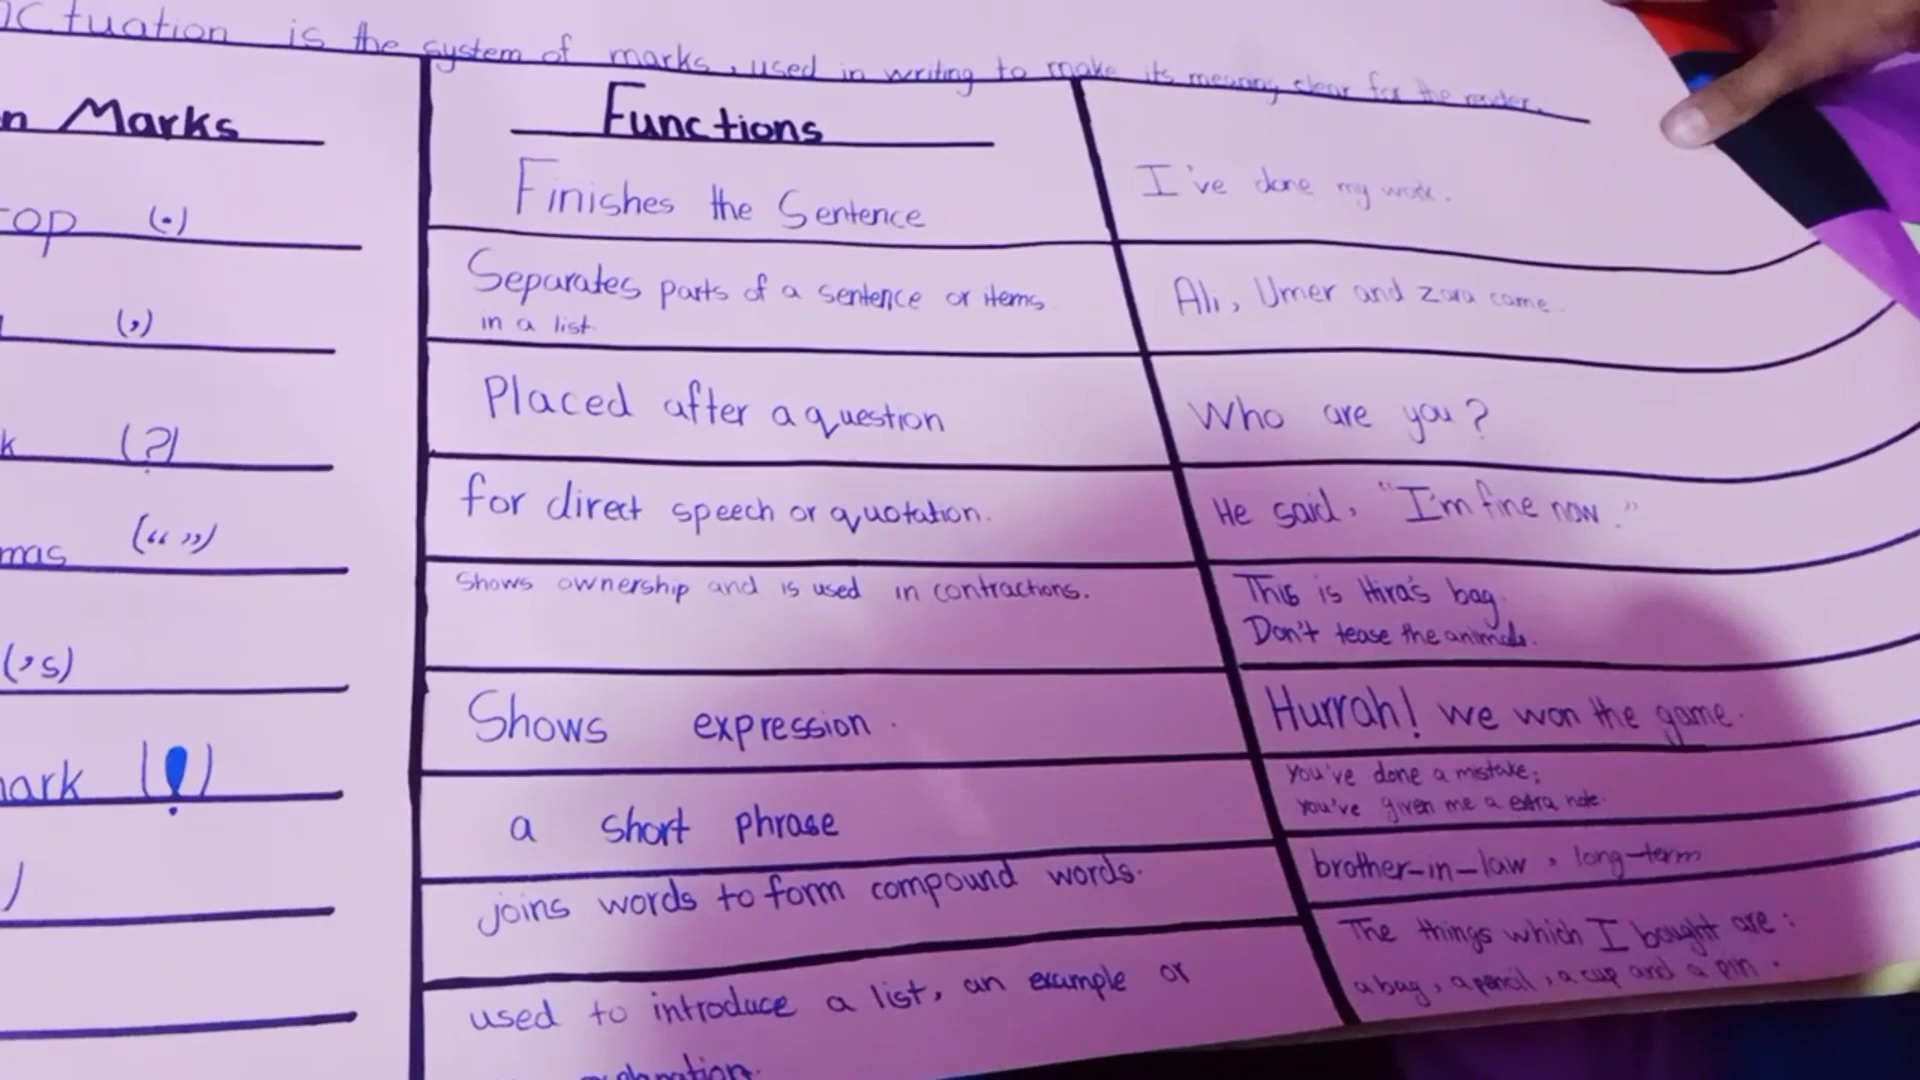 nctuation is the system of marks, used in writing to make its meaning clear for the reader.
n Marks
Functions
top (.)
Finishes the Sentence
I've done my work.
(,)
Separates parts of a sentence or items
in a list.
Ali, Umer and zara came.
k (?)
Placed after a question
Who are you?
mas (“ ”)
for direct speech or quotation.
He said, “I'm fine now.”
(’s)
Shows ownership and is used in contractions.
This is Hira's bag.
Don't tease the animals.
mark (!)
Shows expression.
Hurrah! we won the game.
)
a short phrase
you've done a mistake;
you've given me a extra note.
joins words to form compound words.
brother-in-law, long-term
used to introduce a list, an example or
explanation.
The things which I bought are:
a bag, a pencil, a cup and a pin.